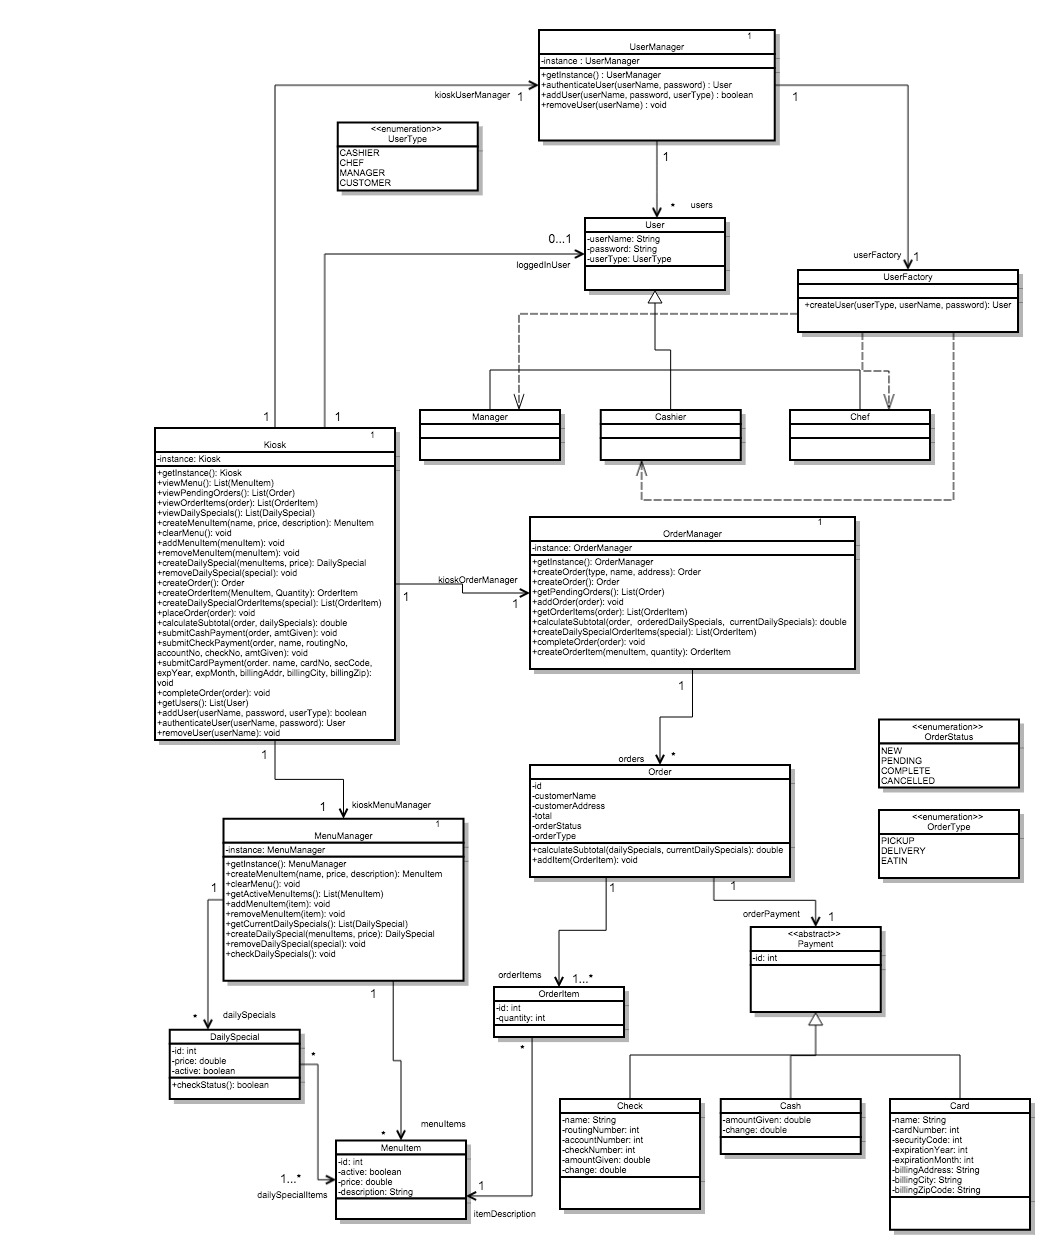 1
UserManager
-instance : UserManager
+getInstance() : UserManager
+authenticateUser(userName, password) : User
+addUser(userName, password, userType) : boolean
+removeUser(userName) : void
kioskUserManager
1
1
1
<<enumeration>>
UserType
CASHIER
CHEF
MANAGER
CUSTOMER
* users
User
-userName: String
-password: String
-userType: UserType
0...1
loggedInUser
userFactory
1
UserFactory
+createUser(userType, userName, password): User
Manager
Cashier
Chef
1
1
1
Kiosk
-instance: Kiosk
+getInstance(): Kiosk
+viewMenu(): List(MenuItem)
+viewPendingOrders(): List(Order)
+viewOrderItems(order): List(OrderItem)
+viewDailySpecials(): List(DailySpecial)
+createMenuItem(name, price, description): MenuItem
+clearMenu(): void
+addMenuItem(menuItem): void
+removeMenuItem(menuItem): void
+createDailySpecial(menuItems, price): DailySpecial
+removeDailySpecial(special): void
+createOrder(): Order
+createOrderItem(MenuItem, Quantity): OrderItem
+createDailySpecialOrderItems(special): List(OrderItem)
+placeOrder(order): void
+calculateSubtotal(order, dailySpecials): double
+submitCashPayment(order, amtGiven): void
+submitCheckPayment(order, name, routingNo,
accountNo, checkNo, amtGiven): void
+submitCardPayment(order. name, cardNo, secCode,
expYear, expMonth, billingAddr, billingCity, billingZip):
void
+completeOrder(order): void
+getUsers(): List(User)
+addUser(userName, password, userType): boolean
+authenticateUser(userName, password): User
+removeUser(userName): void
kioskOrderManager
1
1
1
OrderManager
-instance: OrderManager
+getInstance(): OrderManager
+createOrder(type, name, address): Order
+createOrder(): Order
+getPendingOrders(): List(Order)
+addOrder(order): void
+getOrderItems(order): List(OrderItem)
+calculateSubtotal(order, orderedDailySpecials, currentDailySpecials): double
+createDailySpecialOrderItems(special): List(OrderItem)
+completeOrder(order): void
+createOrderItem(menuItem, quantity): OrderItem
1
orders
*
Order
-id
-customerName
-customerAddress
-total
-orderStatus
-orderType
+calculateSubtotal(dailySpecials, currentDailySpecials): double
+addItem(OrderItem): void
<<enumeration>>
OrderStatus
NEW
PENDING
COMPLETE
CANCELLED
<<enumeration>>
OrderType
PICKUP
DELIVERY
EATIN
1
1
kioskMenuManager
1
MenuManager
-instance: MenuManager
+getInstance(): MenuManager
+createMenuItem(name, price, description): MenuItem
+clearMenu(): void
+getActiveMenuItems(): List(MenuItem)
+addMenuItem(item): void
+removeMenuItem(item): void
+getCurrentDailySpecials(): List(DailySpecial)
+createDailySpecial(menuItems, price): DailySpecial
+removeDailySpecial(special): void
+checkDailySpecials(): void
1
1
1
1
orderPayment
1
<<abstract>>
Payment
-id: int
orderItems
1...*
OrderItem
-id: int
-quantity: int
*
* dailySpecials
DailySpecial
-id: int
-price: double
-active: boolean
+checkStatus(): boolean
*
menuItems
*
MenuItem
-id: int
-active: boolean
-price: double
-description: String
1...*
dailySpecialItems
1
itemDescription
Check
-name: String
-routingNumber: int
-accountNumber: int
-checkNumber: int
-amountGiven: double
-change: double
Cash
-amountGiven: double
-change: double
Card
-name: String
-cardNumber: int
-securityCode: int
-expirationYear: int
-expirationMonth: int
-billingAddress: String
-billingCity: String
-billingZipCode: String